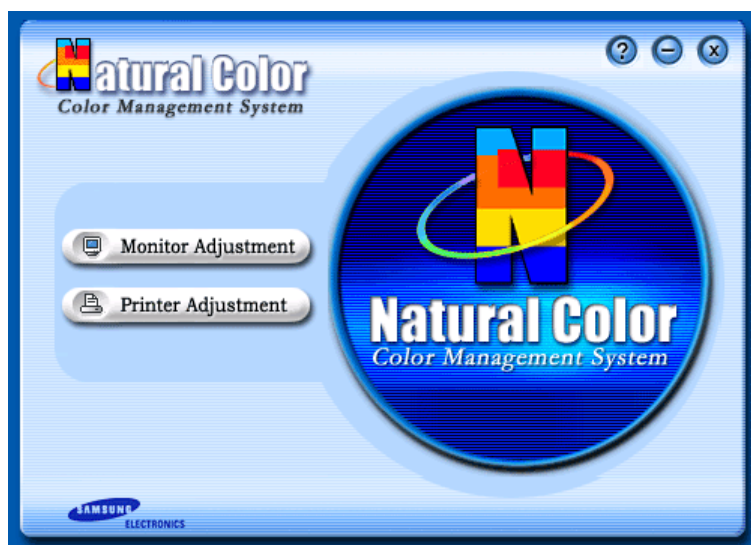 Natural Color
Color Management System
? − x
Monitor Adjustment
Printer Adjustment
N
Natural Color
Color Management System
SAMSUNG
ELECTRONICS